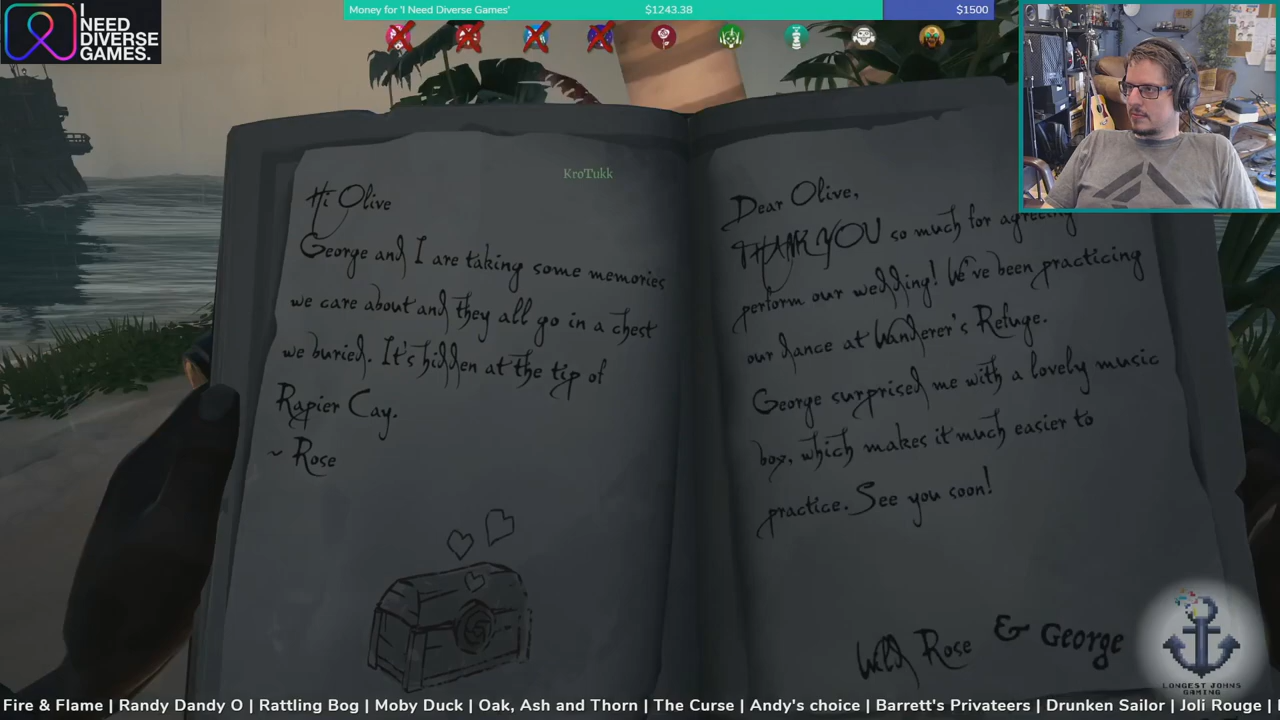 I
NEED
DIVERSE
GAMES.
Money for 'I Need Diverse Games'
$1243.38
$1500
KroTukk
Hi Olive
George and I are taking some memories
we care about and they all go in a chest
we buried. It's hidden at the tip of
Rapier Cay.
~ Rose
Dear Olive,
THANK YOU so much for agreeing
perform our wedding! We've been practicing
our dance at Wanderer's Refuge.
George surprised me with a lovely music
box, which makes it much easier to
practice. See you soon!
Wild Rose & George
LONGEST JOHNS
GAMING
Fire & Flame | Randy Dandy O | Rattling Bog | Moby Duck | Oak, Ash and Thorn | The Curse | Andy's choice | Barrett's Privateers | Drunken Sailor | Joli Rouge |